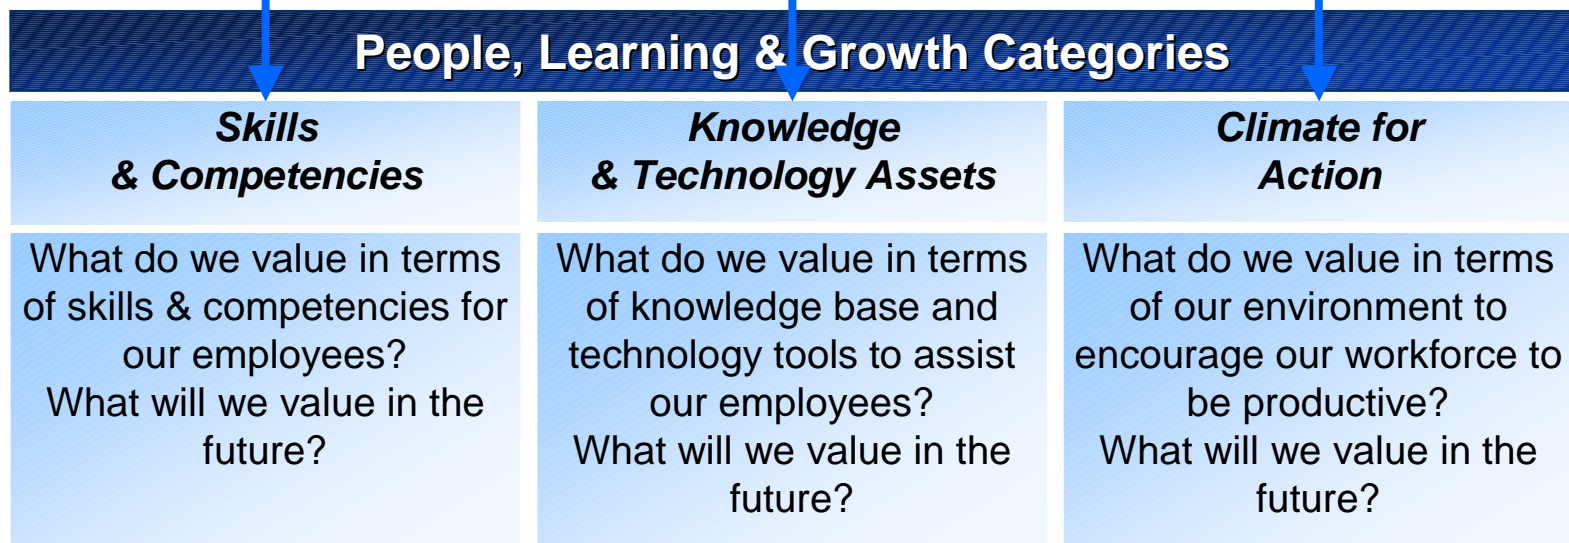 People, Learning & Growth Categories
Skills
& Competencies
Knowledge
& Technology Assets
Climate for
Action
What do we value in terms
of skills & competencies for
our employees?
What will we value in the
future?
What do we value in terms
of knowledge base and
technology tools to assist
our employees?
What will we value in the
future?
What do we value in terms
of our environment to
encourage our workforce to
be productive?
What will we value in the
future?